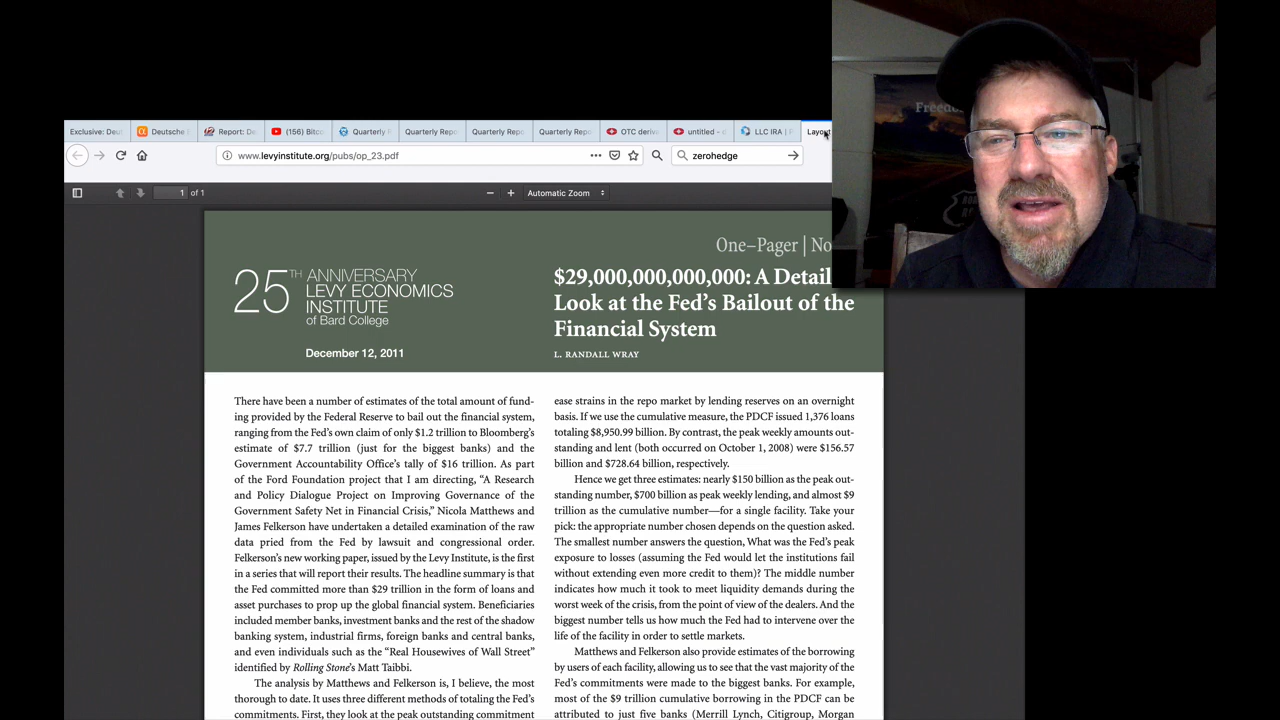 Freedo
Exclusive: Deut
Deutsche
Report: De
(156) Bitcc
Quarterly R
Quarterly Repo
Quarterly Repo
Quarterly Repo
OTC deriva
untitled
LLC IRA | R
Layou
www.levyinstitute.org/pubs/op_23.pdf
zerohedge
1 of 1
Automatic Zoom
One–Pager | No
25TH ANNIVERSARY
LEVY ECONOMICS
INSTITUTE
of Bard College
December 12, 2011
$29,000,000,000,000: A Detail
Look at the Fed’s Bailout of the
Financial System
L. RANDALL WRAY
There have been a number of estimates of the total amount of fund-
ing provided by the Federal Reserve to bail out the financial system,
ranging from the Fed’s own claim of only $1.2 trillion to Bloomberg’s
estimate of $7.7 trillion (just for the biggest banks) and the
Government Accountability Office’s tally of $16 trillion. As part
of the Ford Foundation project that I am directing, “A Research
and Policy Dialogue Project on Improving Governance of the
Government Safety Net in Financial Crisis,” Nicola Matthews and
James Felkerson have undertaken a detailed examination of the raw
data pried from the Fed by lawsuit and congressional order.
Felkerson’s new working paper, issued by the Levy Institute, is the first
in a series that will report their results. The headline summary is that
the Fed committed more than $29 trillion in the form of loans and
asset purchases to prop up the global financial system. Beneficiaries
included member banks, investment banks and the rest of the shadow
banking system, industrial firms, foreign banks and central banks,
and even individuals such as the “Real Housewives of Wall Street”
identified by Rolling Stone’s Matt Taibbi.
The analysis by Matthews and Felkerson is, I believe, the most
thorough to date. It uses three different methods of totaling the Fed’s
commitments. First, they look at the peak outstanding commitment
ease strains in the repo market by lending reserves on an overnight
basis. If we use the cumulative measure, the PDCF issued 1,376 loans
totaling $8,950.99 billion. By contrast, the peak weekly amounts out-
standing and lent (both occurred on October 1, 2008) were $156.57
billion and $728.64 billion, respectively.
Hence we get three estimates: nearly $150 billion as the peak out-
standing number, $700 billion as peak weekly lending, and almost $9
trillion as the cumulative number—for a single facility. Take your
pick: the appropriate number chosen depends on the question asked.
The smallest number answers the question, What was the Fed’s peak
exposure to losses (assuming the Fed would let the institutions fail
without extending even more credit to them)? The middle number
indicates how much it took to meet liquidity demands during the
worst week of the crisis, from the point of view of the dealers. And the
biggest number tells us how much the Fed had to intervene over the
life of the facility in order to settle markets.
Matthews and Felkerson also provide estimates of the borrowing
by users of each facility, allowing us to see that the vast majority of the
Fed’s commitments were made to the biggest banks. For example,
most of the $9 trillion cumulative borrowing in the PDCF can be
attributed to just five banks (Merrill Lynch, Citigroup, Morgan